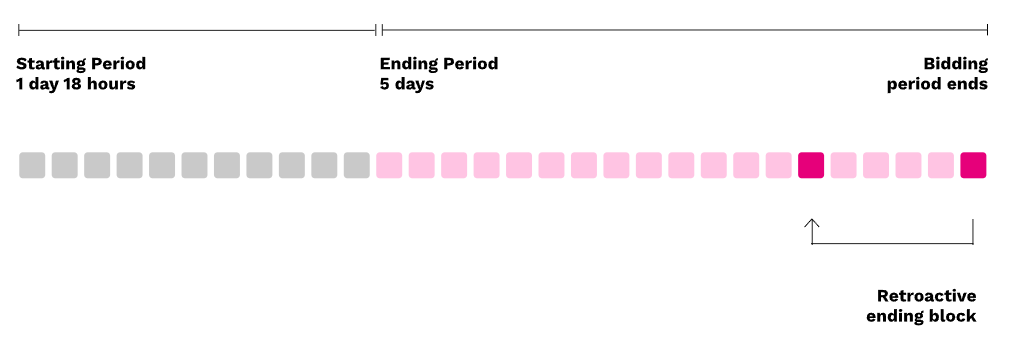 Starting Period
1 day 18 hours
Ending Period
5 days
Bidding
period ends
Retroactive
ending block